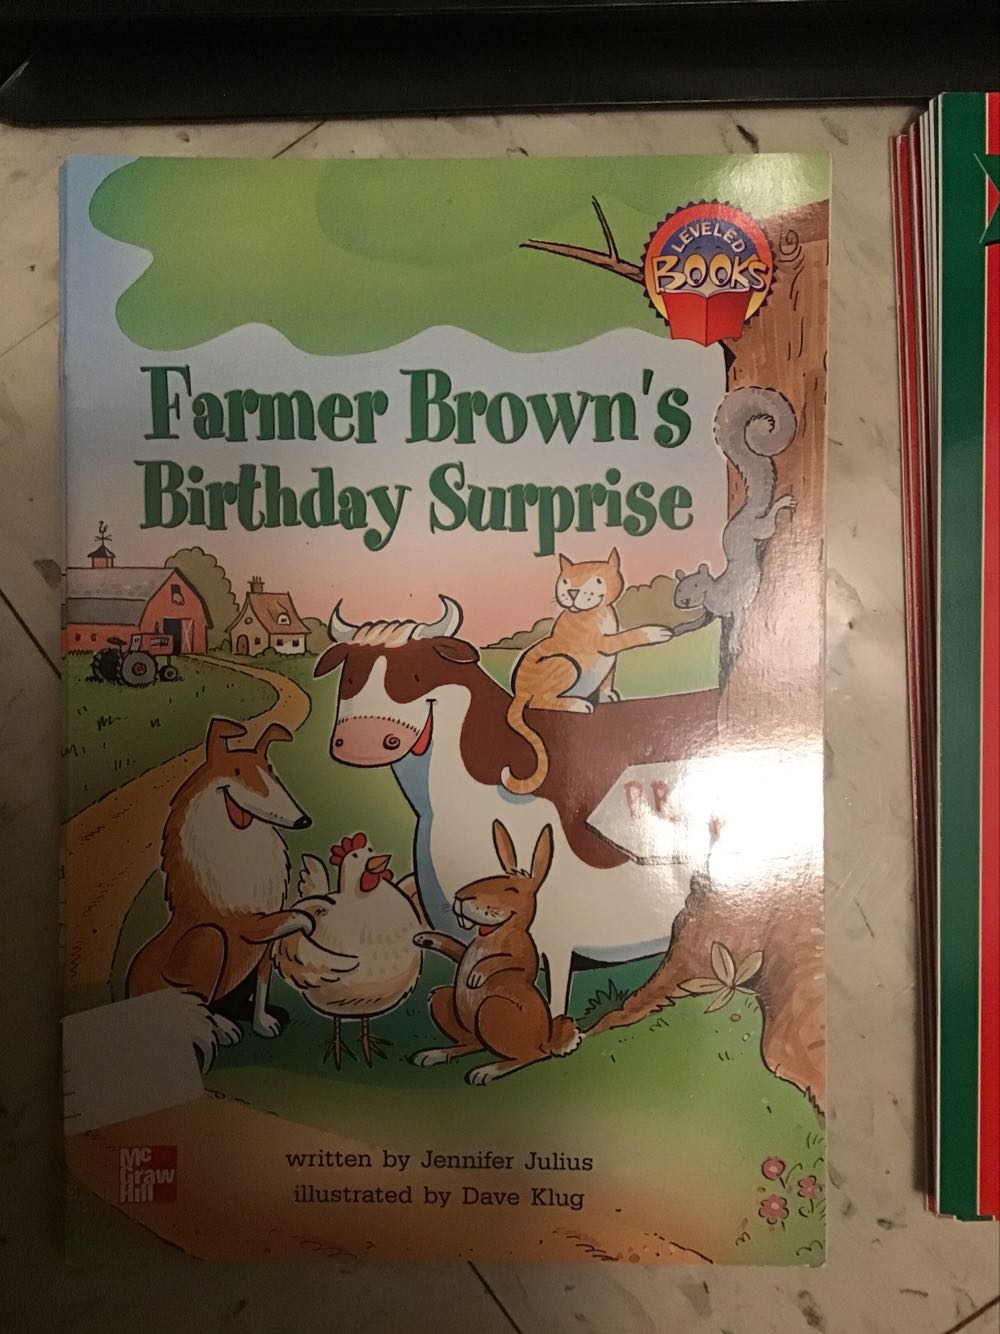 LEVELED
BOOKS
Farmer Brown's
Birthday Surprise
Mc
Graw
Hill
written by Jennifer Julius
illustrated by Dave Klug